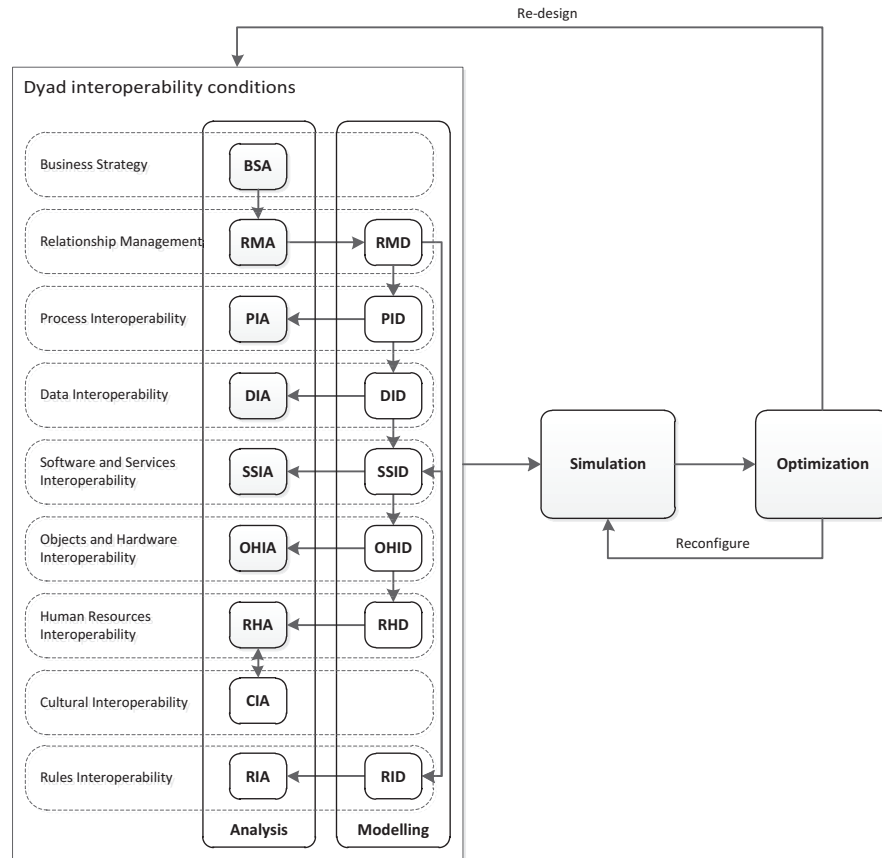 Re-design
Dyad interoperability conditions
Business Strategy
BSA
Relationship Management
RMA
RMD
Process Interoperability
PIA
PID
Data Interoperability
DIA
DID
Software and Services
Interoperability
SSIA
SSID
Simulation
Optimization
Objects and Hardware
Interoperability
OHIA
OHID
Reconfigure
Human Resources
Interoperability
RHA
RHD
Cultural Interoperability
CIA
Rules Interoperability
RIA
RID
Analysis
Modelling